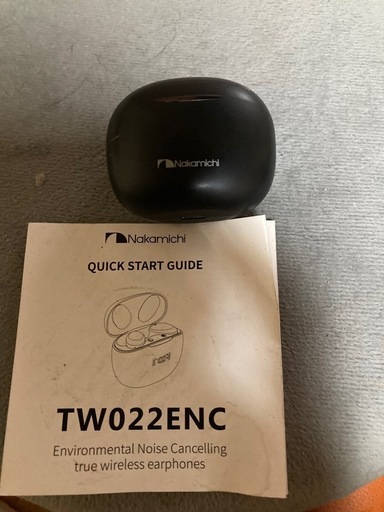 Nakamichi
Nakamichi
QUICK START GUIDE
TW022ENC
Environmental Noise Cancelling
true wireless earphones